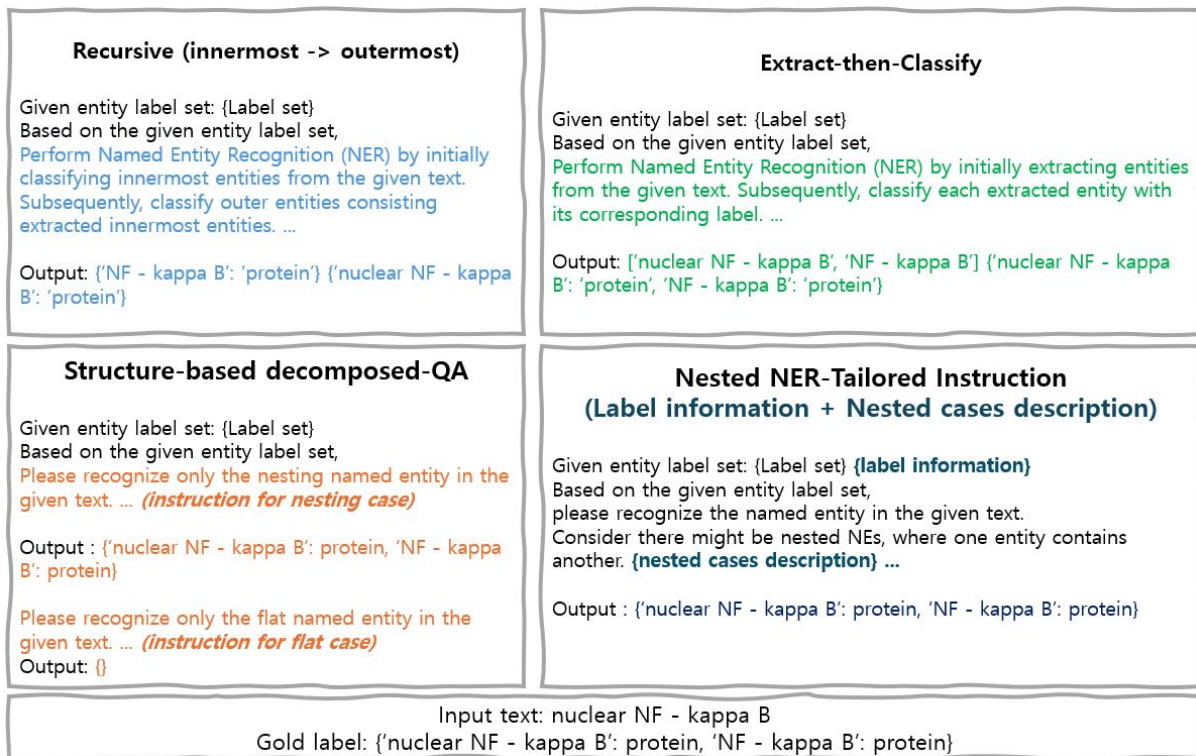 Recursive (innermost -> outermost)
Given entity label set: {Label set}
Based on the given entity label set,
Perform Named Entity Recognition (NER) by initially
classifying innermost entities from the given text.
Subsequently, classify outer entities consisting
extracted innermost entities. ...
Output: {‘NF - kappa B’: ‘protein’} {‘nuclear NF - kappa
B’: ‘protein’}
Extract-then-Classify
Given entity label set: {Label set}
Based on the given entity label set,
Perform Named Entity Recognition (NER) by initially extracting entities
from the given text. Subsequently, classify each extracted entity with
its corresponding label. ...
Output: [‘nuclear NF - kappa B’, ‘NF - kappa B’] {‘nuclear NF - kappa
B’: ‘protein’, ‘NF - kappa B’: ‘protein’}
Structure-based decomposed-QA
Given entity label set: {Label set}
Based on the given entity label set,
Please recognize only the nesting named entity in the
given text. ... (instruction for nesting case)
Output : {‘nuclear NF - kappa B’: protein, ‘NF - kappa
B’: protein}
Please recognize only the flat named entity in the
given text. ... (instruction for flat case)
Output: {}
Nested NER-Tailored Instruction
(Label information + Nested cases description)
Given entity label set: {Label set} {label information}
Based on the given entity label set,
please recognize the named entity in the given text.
Consider there might be nested NEs, where one entity contains
another. {nested cases description} ...
Output : {‘nuclear NF - kappa B’: protein, ‘NF - kappa B’: protein}
Input text: nuclear NF - kappa B
Gold label: {‘nuclear NF - kappa B’: protein, ‘NF - kappa B’: protein}